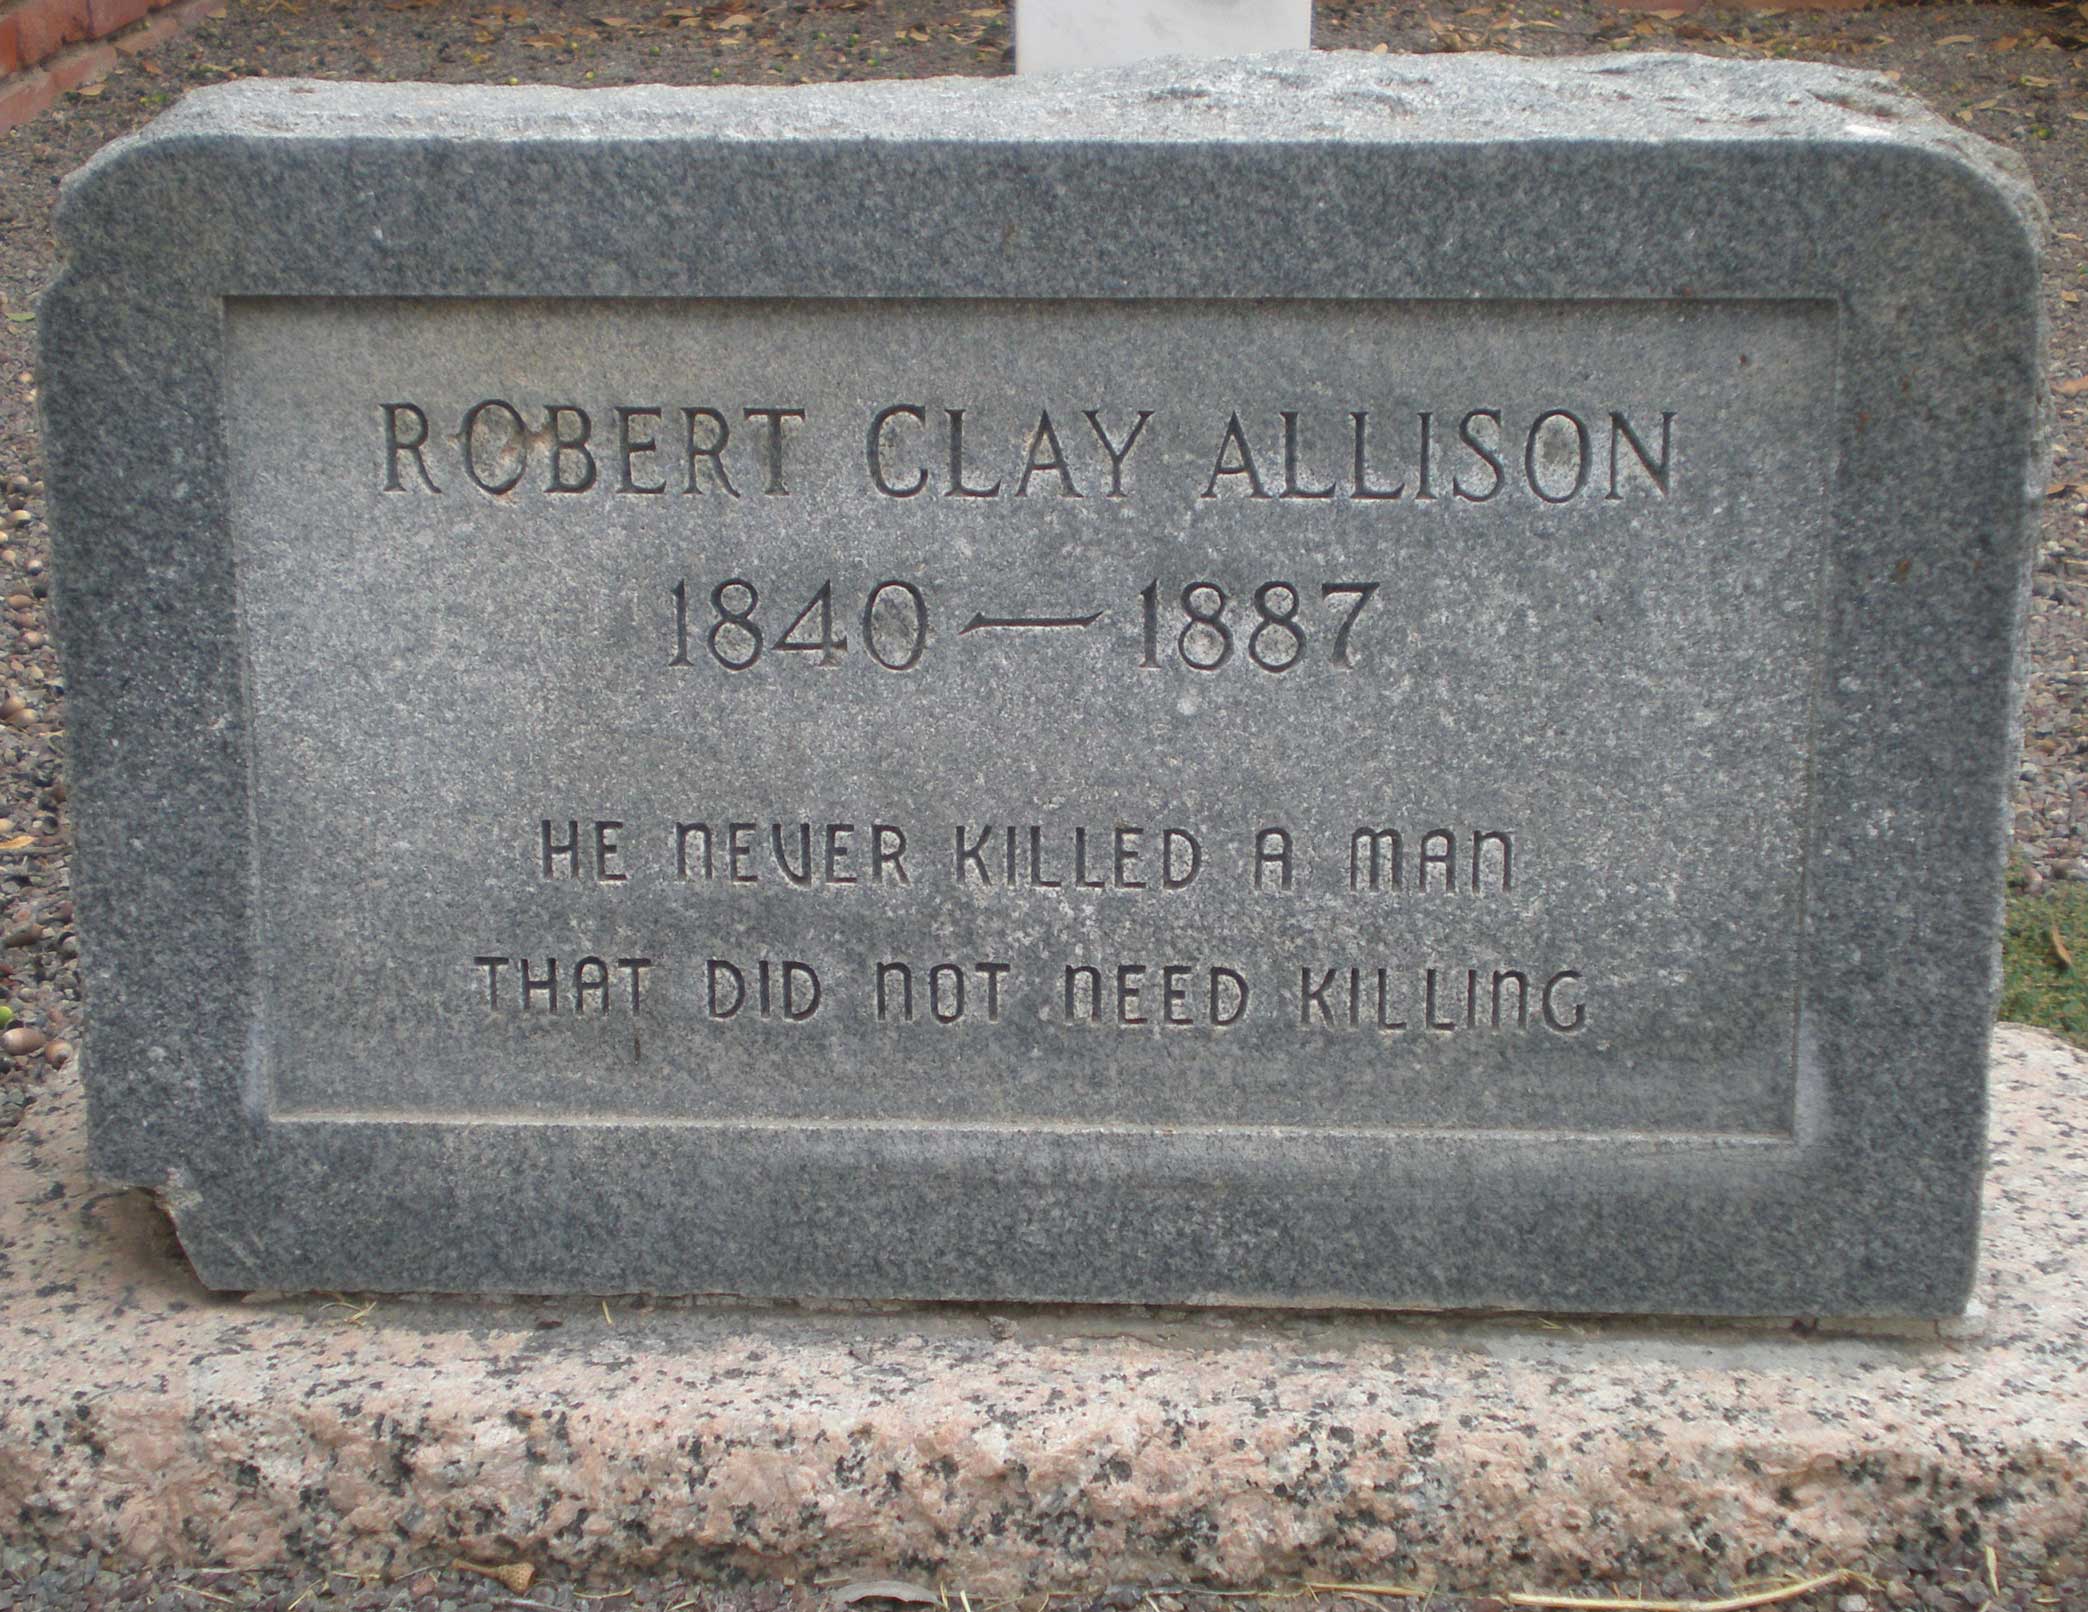 ROBERT CLAY ALLISON
1840 — 1887
HE NEVER KILLED A MAN
THAT DID NOT NEED KILLING